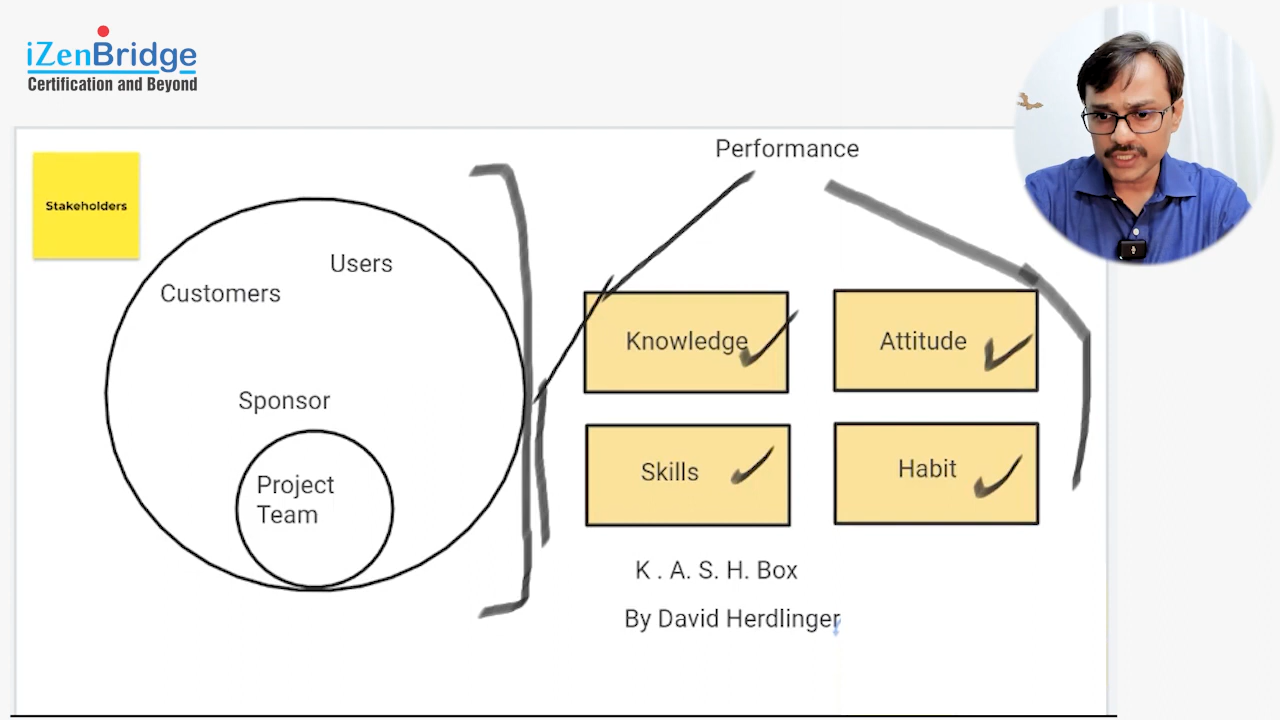 iZenBridge
Certification and Beyond
Stakeholders
Users
Customers
Sponsor
Project
Team
Performance
Knowledge
Attitude
Skills
Habit
K . A. S. H. Box
By David Herdlinger